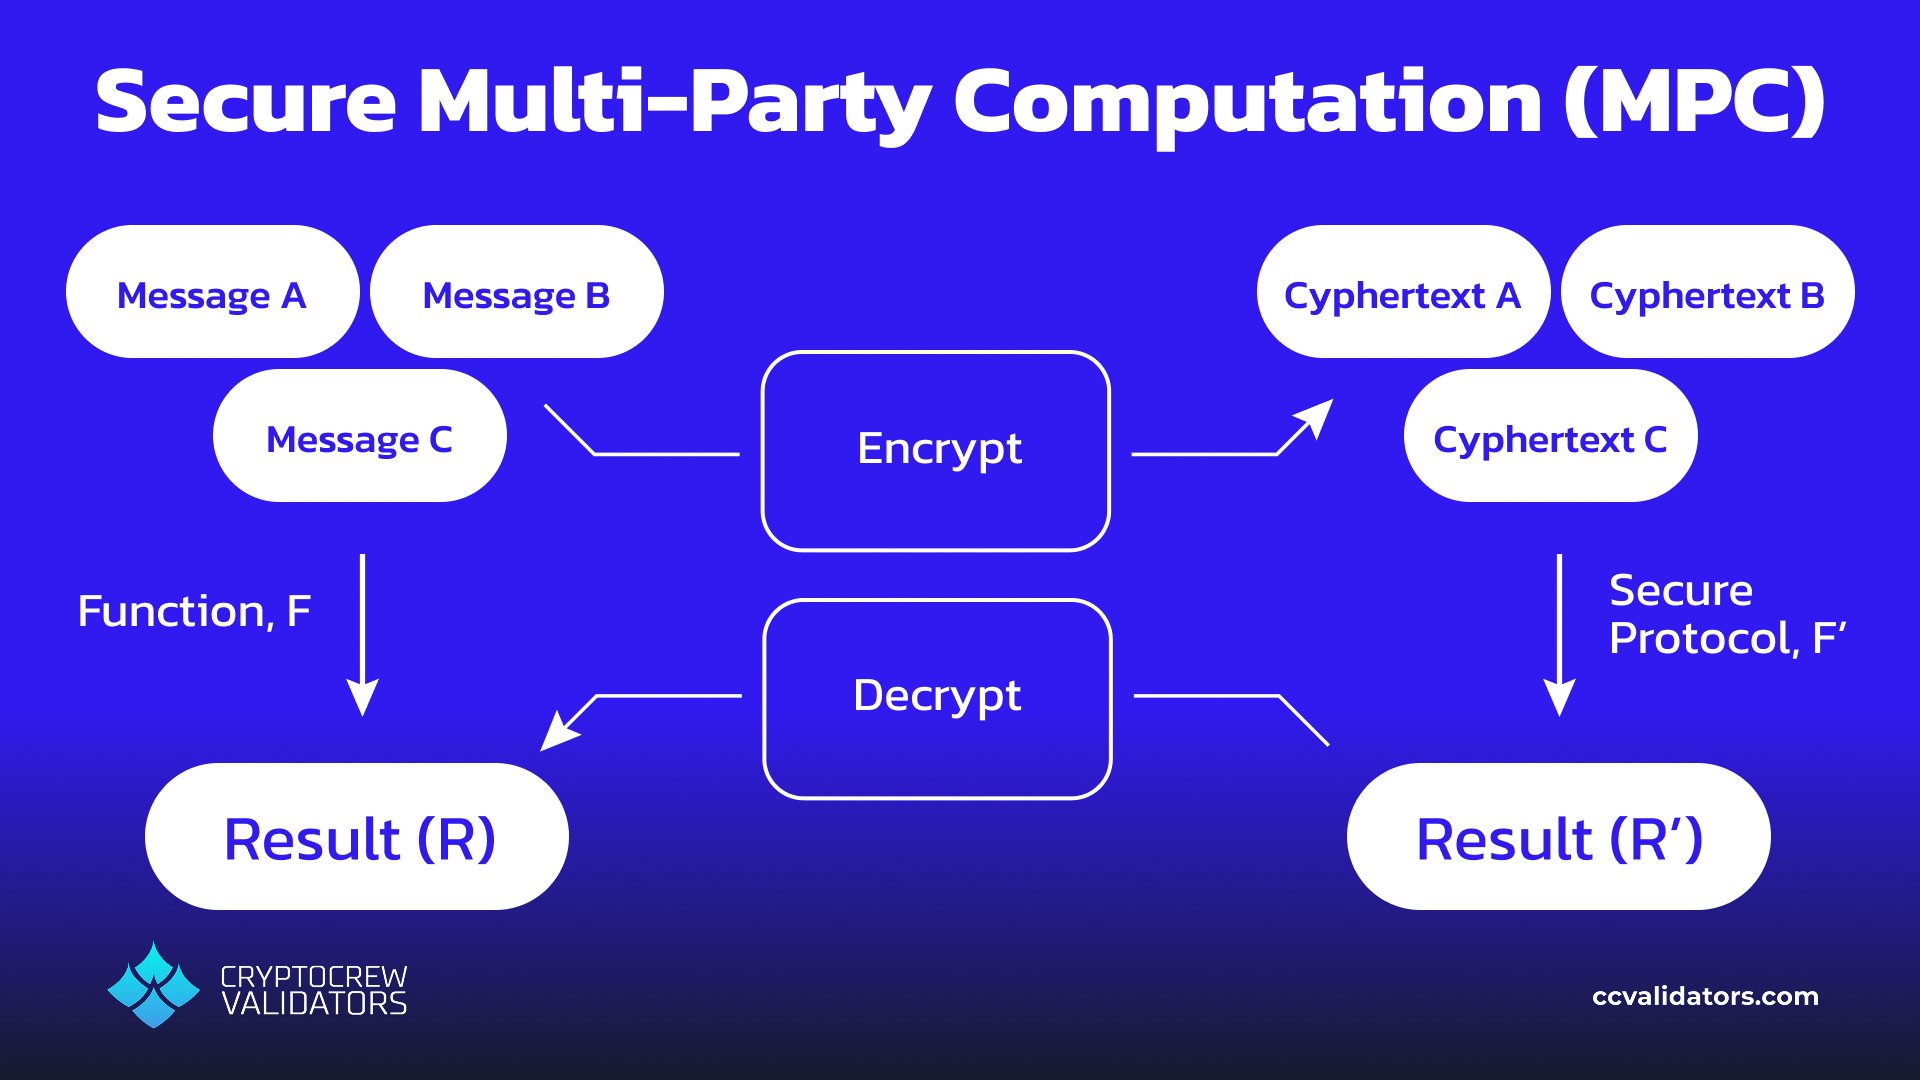 Secure Multi-Party Computation (MPC)
Message A
Message B
Message C
Cyphertext A
Cyphertext B
Cyphertext C
Encrypt
Function, F
Secure
Protocol, F’
Decrypt
Result (R)
Result (R’)
CRYPTOCREW
VALIDATORS
ccvalidators.com